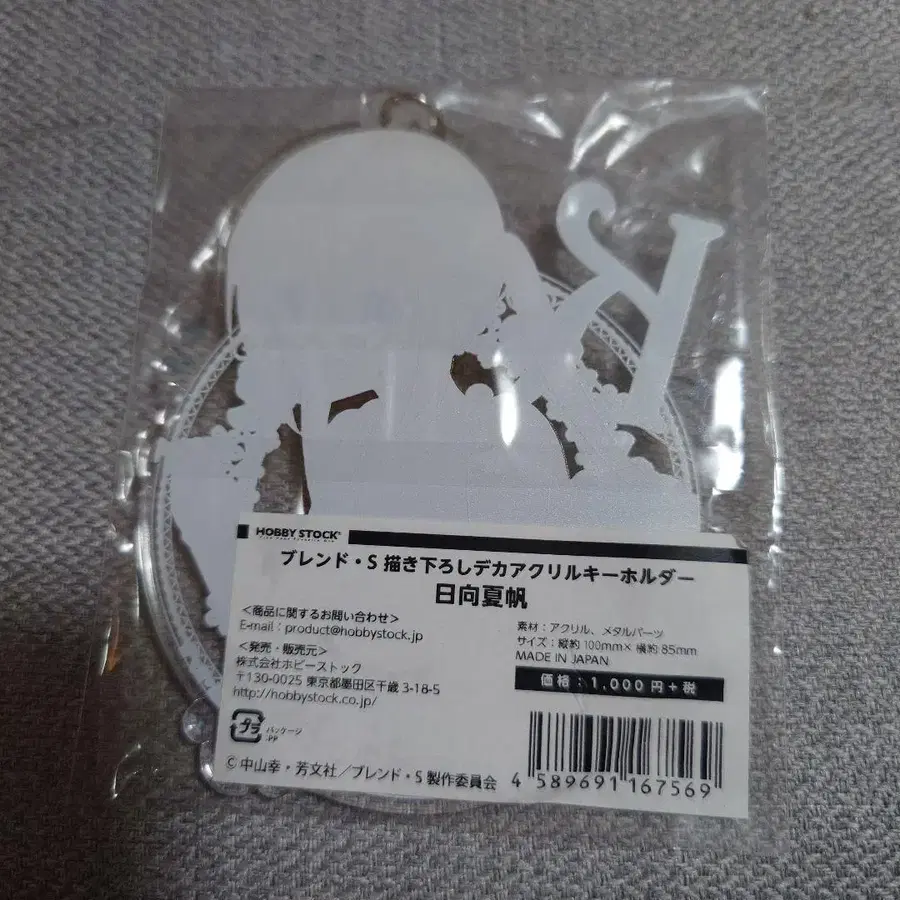 HOBBY STOCK
ブレンド・S 描き下ろしデカアクリルキーホルダー
日向夏帆
<商品に関するお問い合わせ>
E-mail : product@hobbystock.jp
<発売・販売元>
株式会社ホビーストック
〒130-0025 東京都墨田区千歳 3-18-5
http://hobbystock.co.jp/
素材：アクリル、メタルパーツ
サイズ：縦約 100mm× 横約 85mm
MADE IN JAPAN
価格：1,000円+税
プラ
パッケージ
:PP
© 中山幸・芳文社／ブレンド・S 製作委員会
4 589691 167569